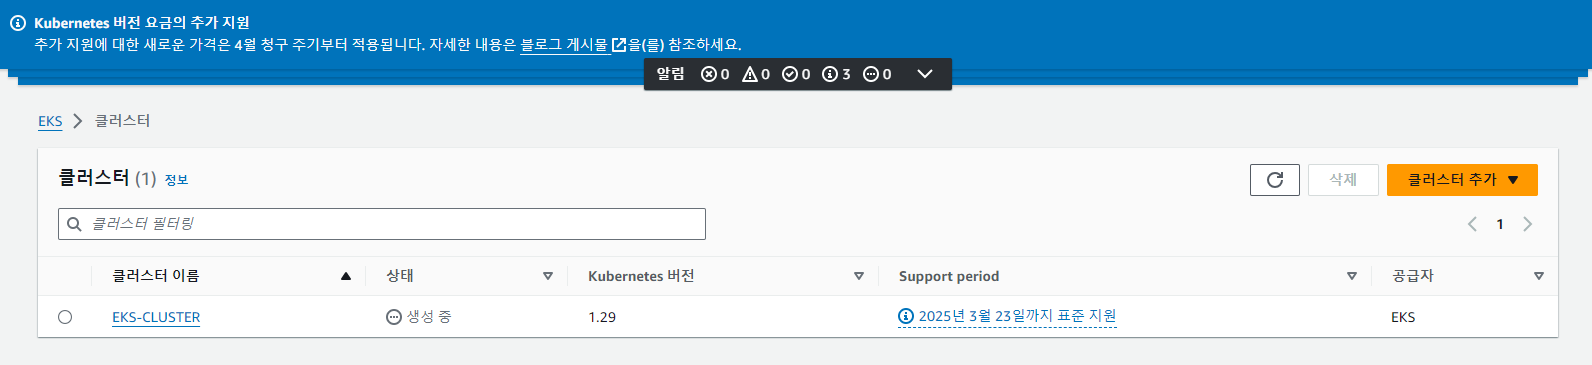 Kubernetes 버전 요금의 추가 지원
추가 지원에 대한 새로운 가격은 4월 청구 주기부터 적용됩니다. 자세한 내용은 블로그 게시물 을(를) 참조하세요.
알림 0 0 0 3 0
EKS 클러스터
클러스터 (1) 정보
삭제
클러스터 추가
클러스터 필터링
1
클러스터 이름 상태 Kubernetes 버전 Support period 공급자
EKS-CLUSTER 생성 중 1.29 2025년 3월 23일까지 표준 지원 EKS